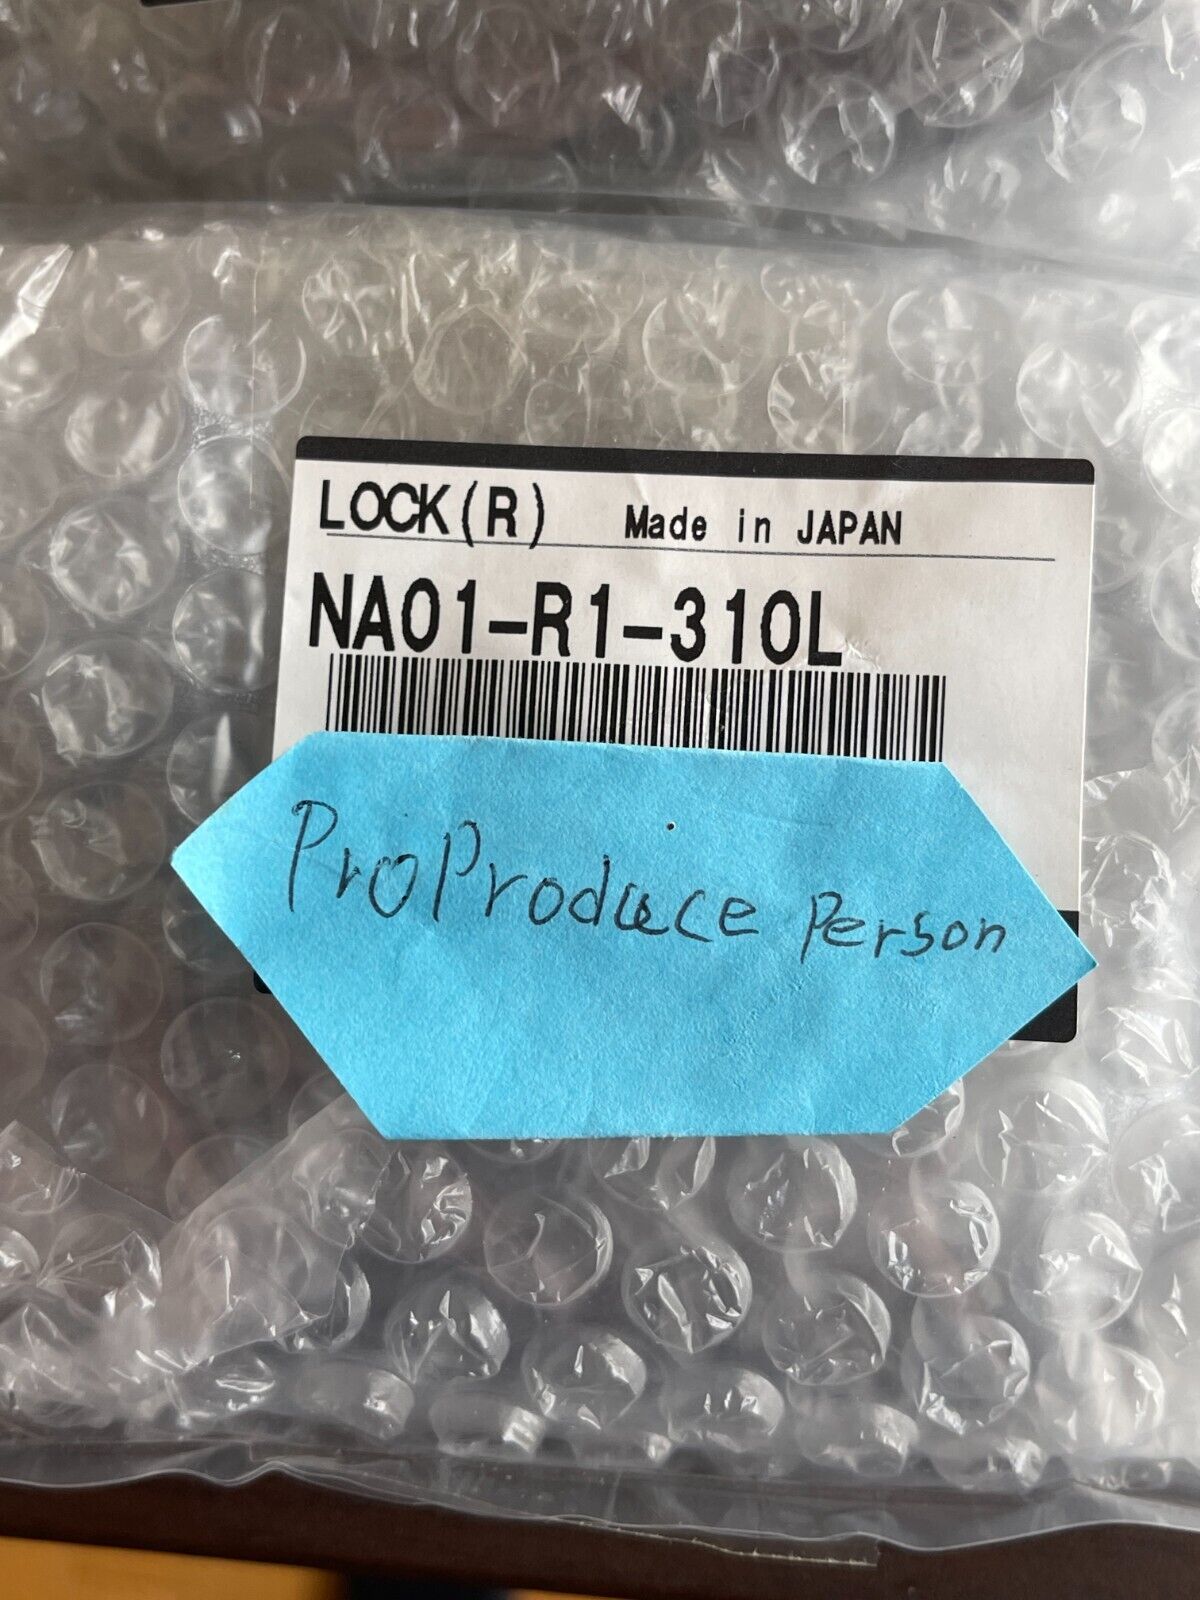 LOCK(R) Made in JAPAN
NA01-R1-310L
ProProduce Person